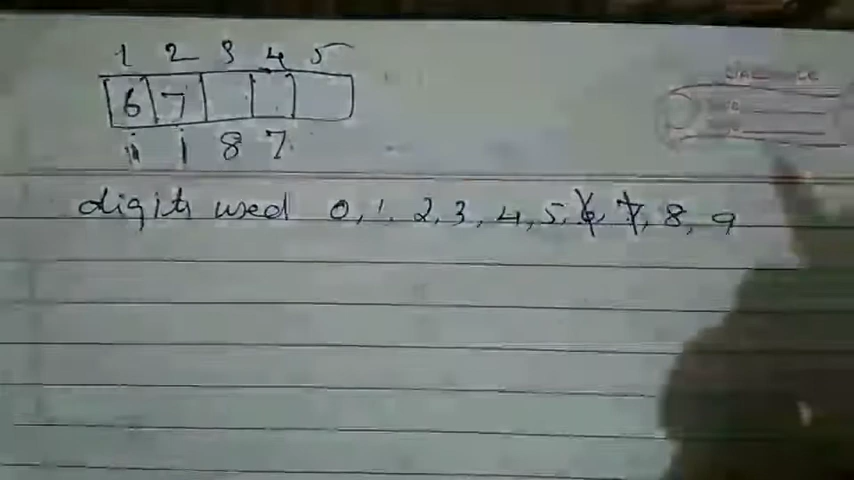 1 2 3 4 5
6 7
1 1 8 7
digits used 0, 1, 2, 3, 4, 5, 6, 7, 8, 9